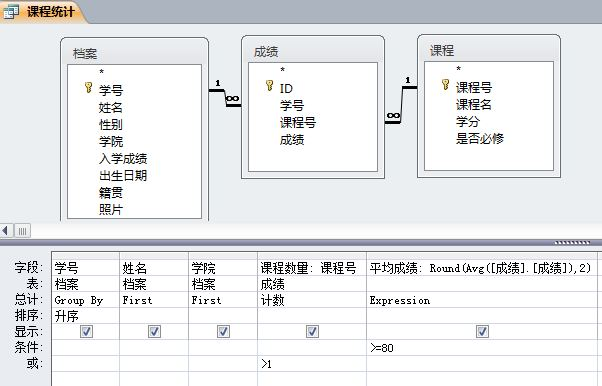 课程统计
档案
*
学号
姓名
性别
学院
入学成绩
出生日期
籍贯
照片
1
∞
成绩
*
ID
学号
课程号
成绩
1
∞
课程
*
课程号
课程名
学分
是否必修
字段: 学号 姓名 学院 课程数量: 课程号 平均成绩: Round(Avg([成绩].[成绩]),2)
表: 档案 档案 档案 成绩
总计: Group By First First 计数 Expression
排序: 升序
显示:
条件: >=80
或: >1